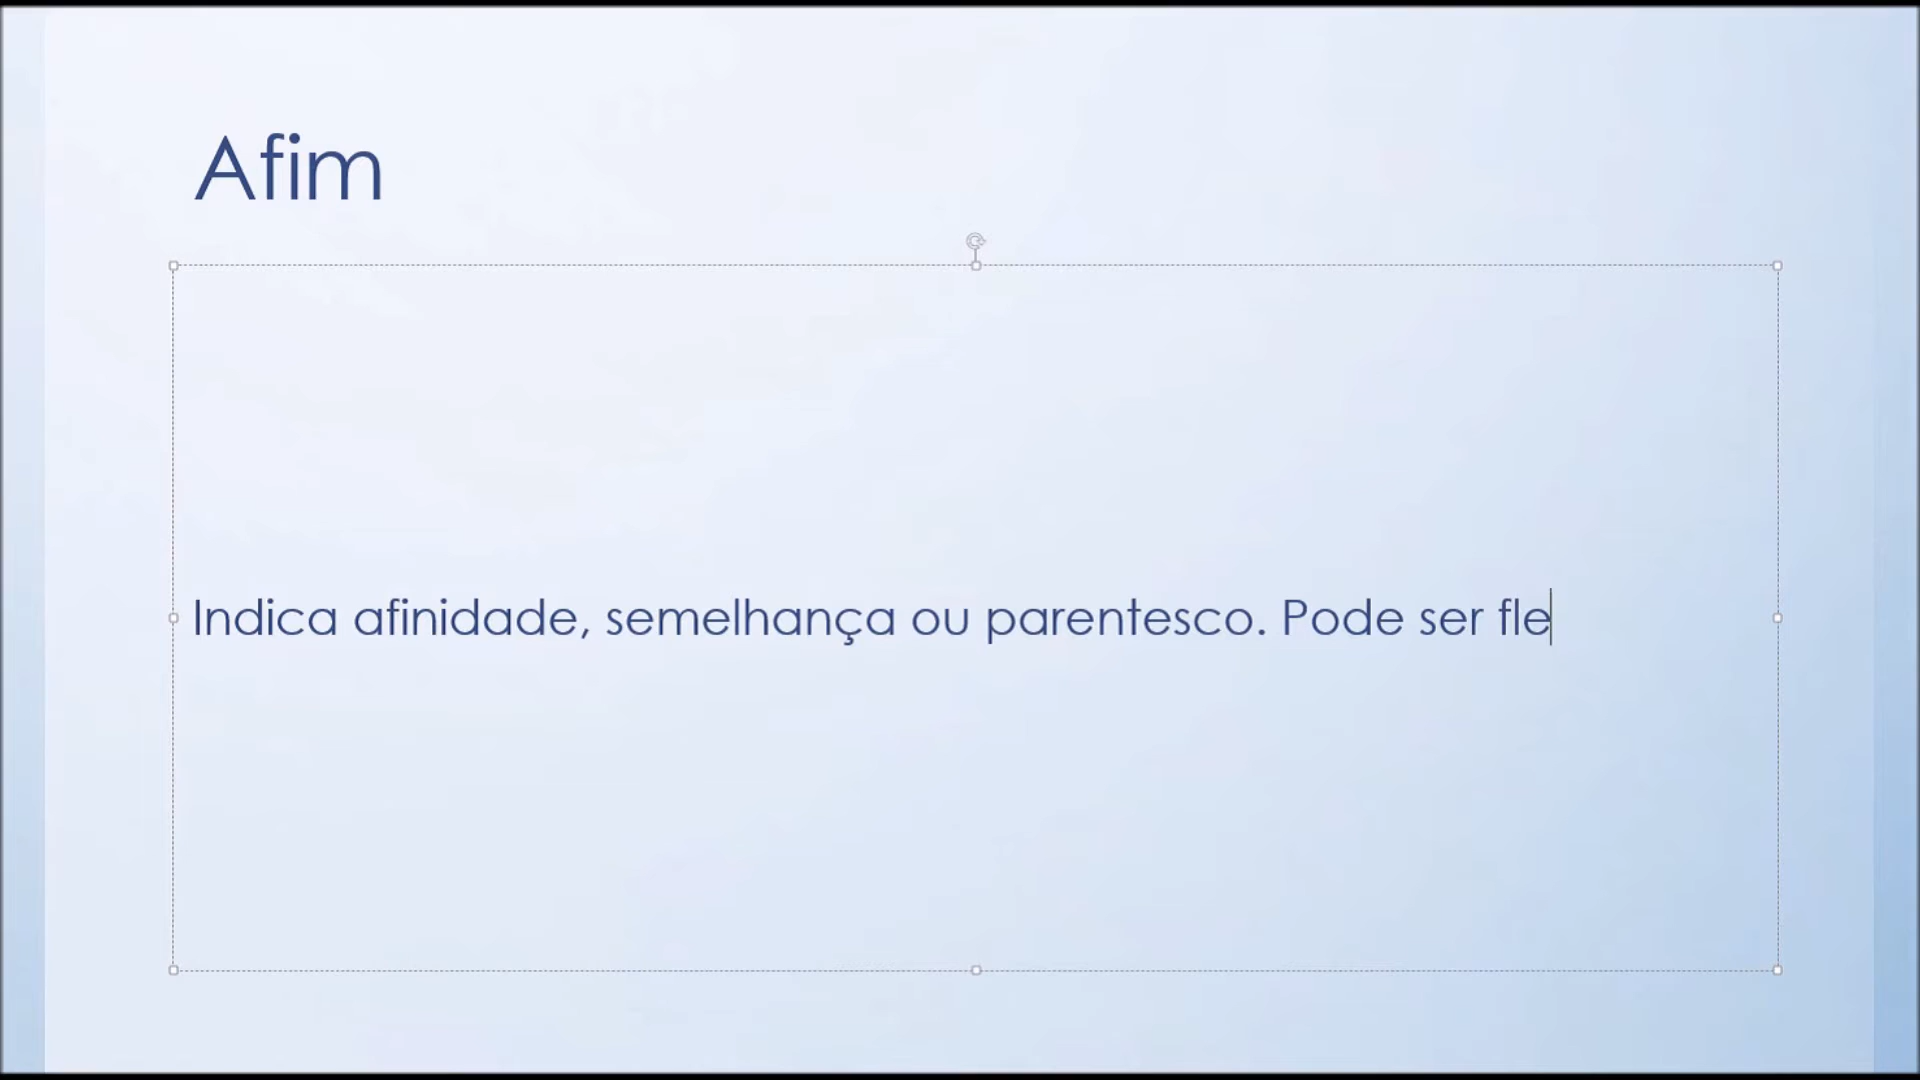 Afim
Indica afinidade, semelhança ou parentesco. Pode ser fle